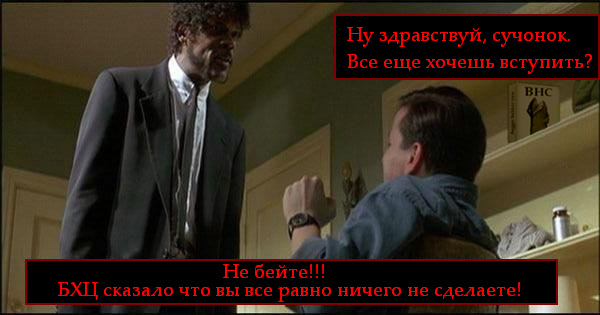 Ну здравствуй, сучонок.
Все еще хочешь вступить?
BHC
Не бейте!!!
БХЦ сказало что вы все равно ничего не сделаете!